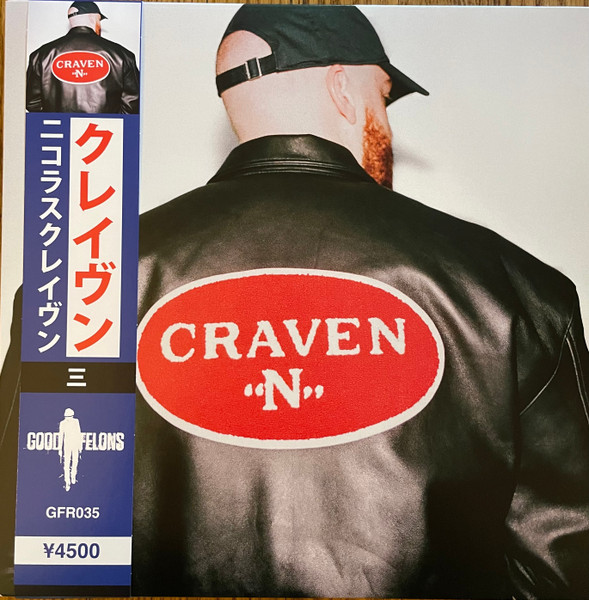 CRAVEN
"N"
クレイヴン
ニコラスクレイヴン
三
GOOD FELONS
GFR035
¥4500
CRAVEN
“N”